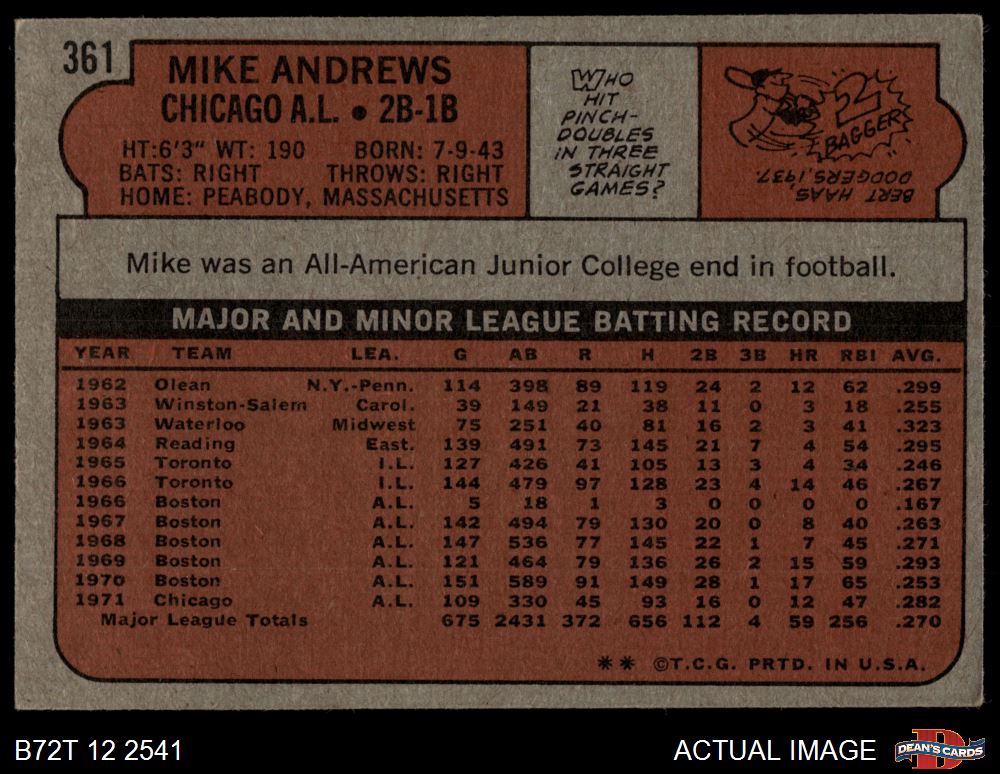 361
MIKE ANDREWS
CHICAGO A.L. • 2B-1B
HT:6'3" WT: 190 BORN: 7-9-43
BATS: RIGHT THROWS: RIGHT
HOME: PEABODY, MASSACHUSETTS
WHO
HIT
PINCH-
DOUBLES
IN THREE
STRAIGHT
GAMES?
2
BAGGER
BERT HAAS,
DODGERS, 1937.
Mike was an All-American Junior College end in football.
MAJOR AND MINOR LEAGUE BATTING RECORD
YEAR TEAM LEA. G AB R H 2B 3B HR RBI AVG.
1962 Olean N.Y.-Penn. 114 398 89 119 24 2 12 62 .299
1963 Winston-Salem Carol. 39 149 21 38 11 0 3 18 .255
1963 Waterloo Midwest 75 251 40 81 16 2 3 41 .323
1964 Reading East. 139 491 73 145 21 7 4 54 .295
1965 Toronto I.L. 127 426 41 105 13 3 4 34 .246
1966 Toronto I.L. 144 479 97 128 23 4 14 46 .267
1966 Boston A.L. 5 18 1 3 0 0 0 0 .167
1967 Boston A.L. 142 494 79 130 20 0 8 40 .263
1968 Boston A.L. 147 536 77 145 22 1 7 45 .271
1969 Boston A.L. 121 464 79 136 26 2 15 59 .293
1970 Boston A.L. 151 589 91 149 28 1 17 65 .253
1971 Chicago A.L. 109 330 45 93 16 0 12 47 .282
Major League Totals 675 2431 372 656 112 4 59 256 .270
** ©T.C.G. PRTD. IN U.S.A.
B72T 12 2541
ACTUAL IMAGE
D
DEAN'S CARDS